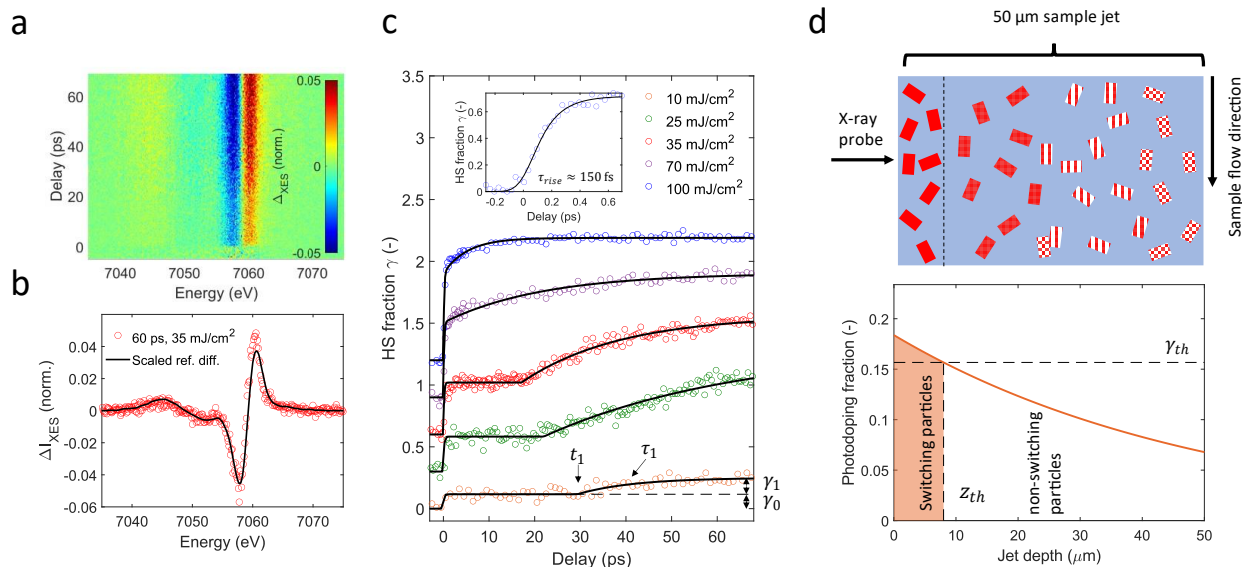 a
Delay (ps)
60
40
20
0
7040
7050
7060
7070
Energy (eV)
0.05
0
-0.05
Δ_XES (norm.)
b
ΔI_XES (norm.)
0.04
0.02
0
-0.02
-0.04
-0.06
60 ps, 35 mJ/cm²
Scaled ref. diff.
7040
7050
7060
7070
Energy (eV)
c
HS fraction γ (-)
3.5
3
2.5
2
1.5
1
0.5
0
HS fraction γ (-)
0.6
0.4
0.2
0
τ_rise ≈ 150 fs
-0.2
0
0.2
0.4
0.6
Delay (ps)
10 mJ/cm²
25 mJ/cm²
35 mJ/cm²
70 mJ/cm²
100 mJ/cm²
t₁
τ₁
γ₁
γ₀
0
10
20
30
40
50
60
Delay (ps)
d
50 μm sample jet
X-ray
probe
Sample flow direction
Photodoping fraction (-)
0.2
0.15
0.1
0.05
0
γ_th
Switching particles
z_th
non-switching
particles
0
10
20
30
40
50
Jet depth (μm)